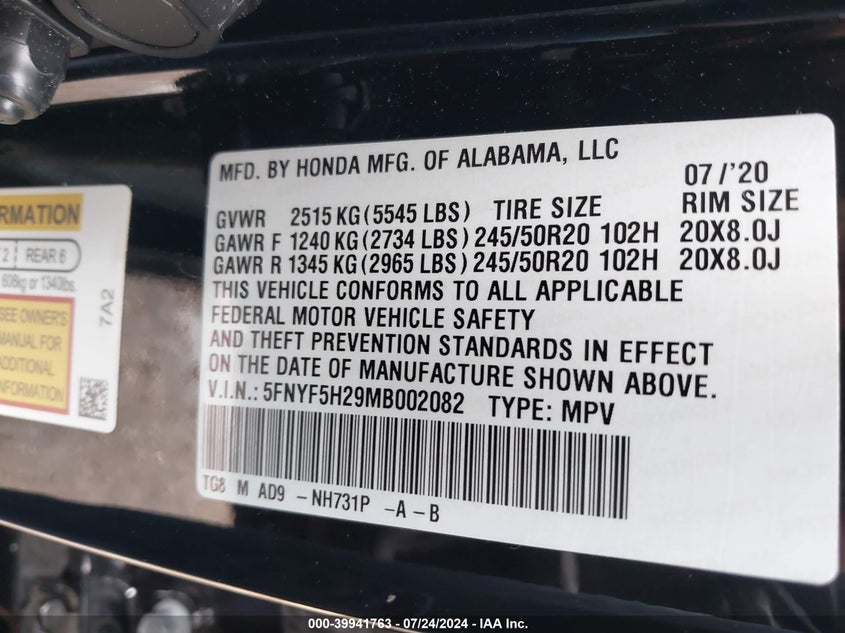 MFD. BY HONDA MFG. OF ALABAMA, LLC 07/'20
GVWR 2515 KG (5545 LBS) TIRE SIZE RIM SIZE
GAWR F 1240 KG (2734 LBS) 245/50R20 102H 20X8.0J
GAWR R 1345 KG (2965 LBS) 245/50R20 102H 20X8.0J
THIS VEHICLE CONFORMS TO ALL APPLICABLE
FEDERAL MOTOR VEHICLE SAFETY
AND THEFT PREVENTION STANDARDS IN EFFECT
ON THE DATE OF MANUFACTURE SHOWN ABOVE.
V.I.N.: 5FNYF5H29MB002082 TYPE: MPV
TG8 M AD9 -NH731P -A-B
RMATION
2 REAR 6
608kg or 1340lbs.
SEE OWNER'S
MANUAL FOR
ADDITIONAL
INFORMATION
7A2
000-39941763 - 07/24/2024 - IAA Inc.